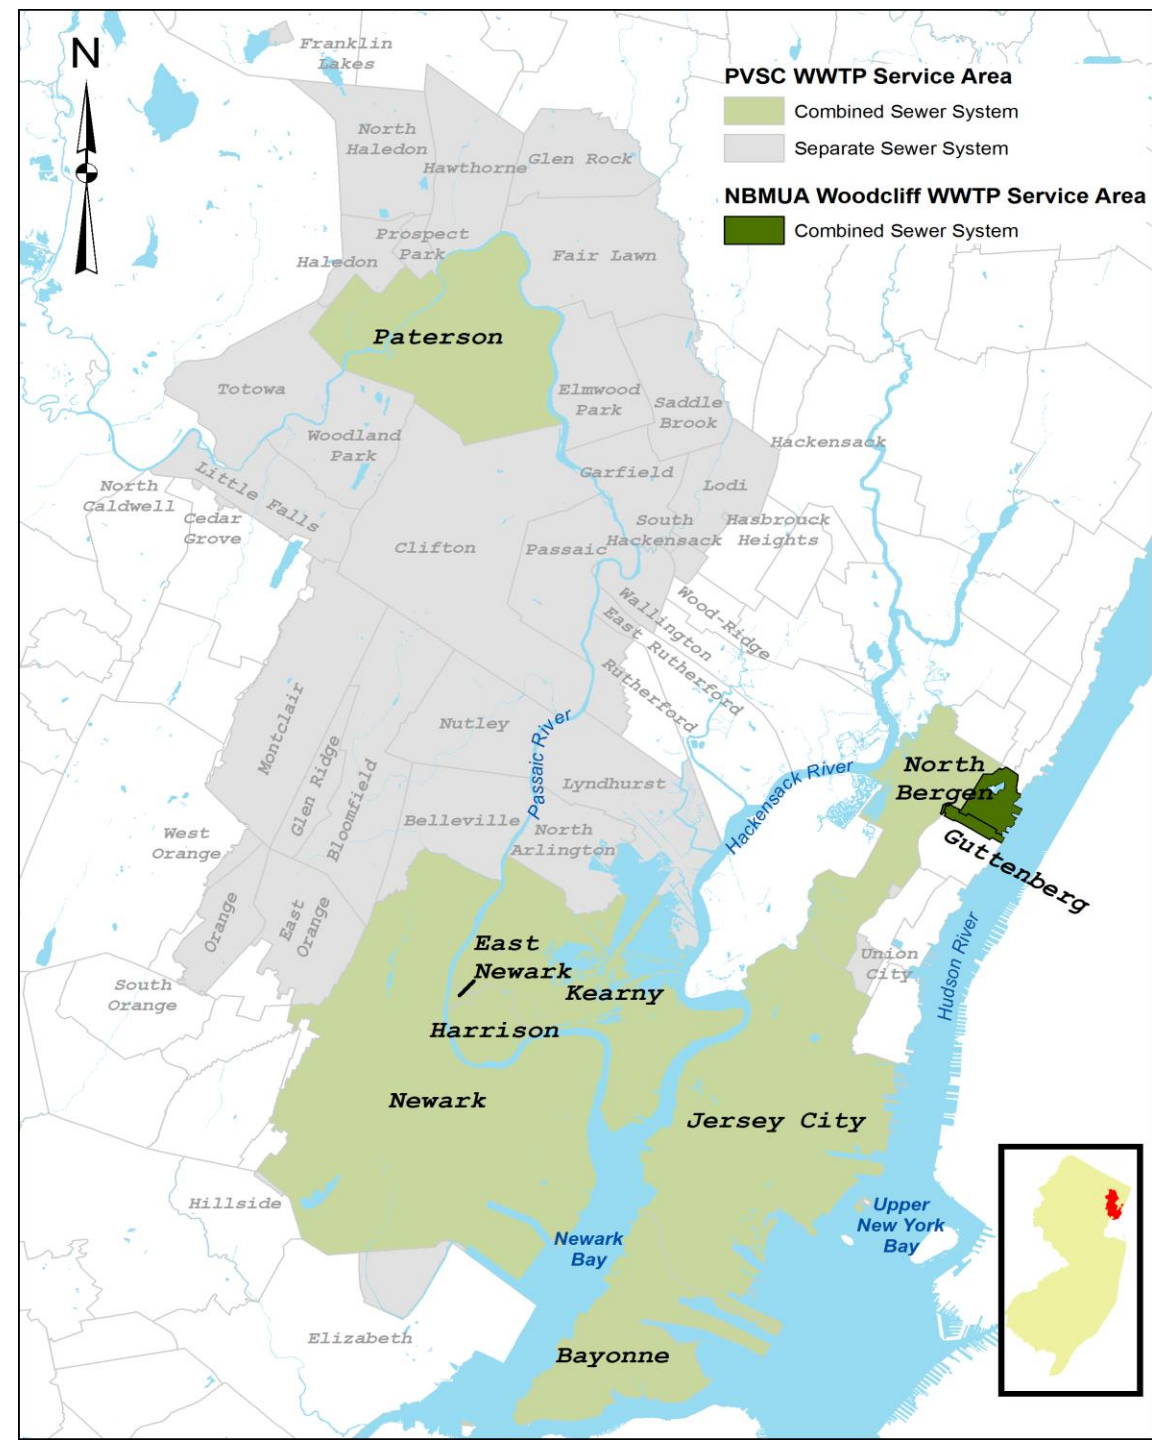 N
PVSC WWTP Service Area
Combined Sewer System
Separate Sewer System
NBMUA Woodcliff WWTP Service Area
Combined Sewer System
Franklin
Lakes
North
Haledon
Hawthorne
Glen Rock
Prospect
Park
Haledon
Fair Lawn
Paterson
Totowa
Elmwood
Park
Saddle
Brook
Woodland
Park
Hackensack
Little Falls
Garfield
Lodi
North
Caldwell
Cedar
Grove
South
Hackensack
Hasbrouck
Heights
Clifton
Passaic
Wallington
Wood-Ridge
East Rutherford
Rutherford
Montclair
Nutley
Passaic River
Glen Ridge
Bloomfield
Lyndhurst
Hackensack River
North
Bergen
Guttenberg
Belleville
North
Arlington
West
Orange
Orange
East
Orange
East
Newark
Kearny
Union
City
Hudson River
South
Orange
Harrison
Newark
Jersey City
Hillside
Upper
New York
Bay
Newark
Bay
Elizabeth
Bayonne